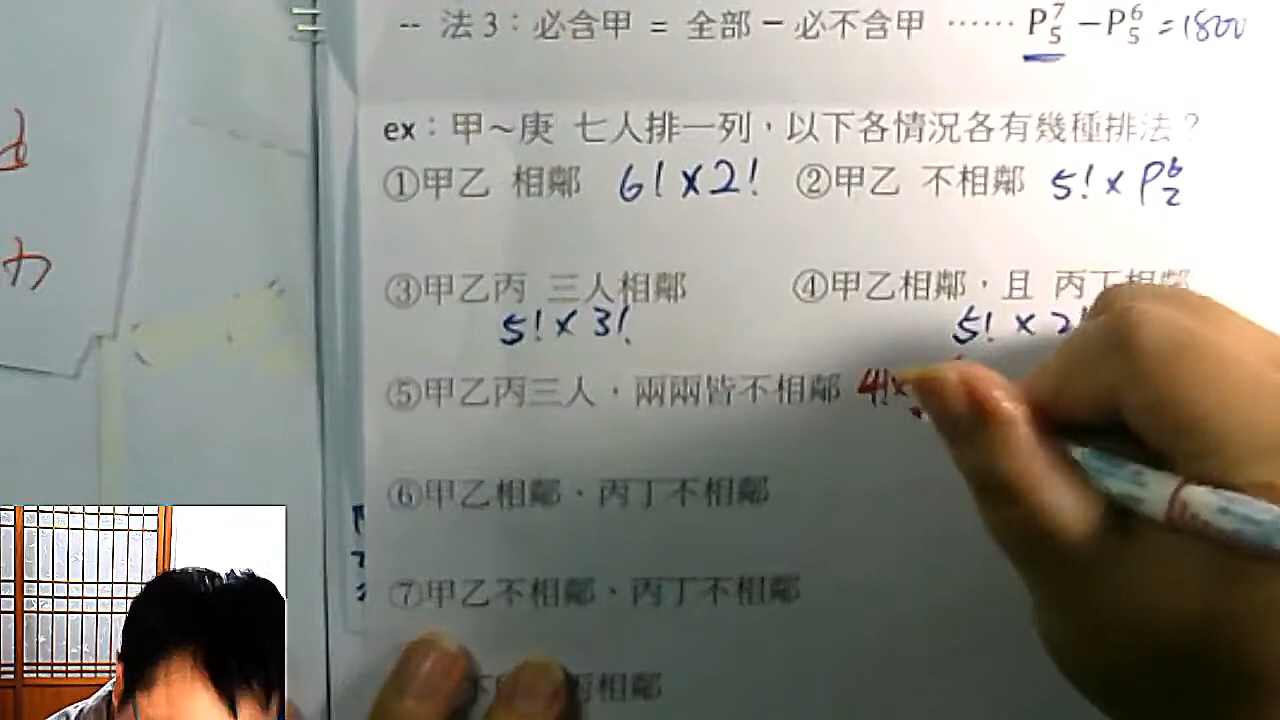 -- 法3：必含甲 = 全部 − 必不含甲 ⋯⋯ P⁷₅ − P⁶₅ = 1800
ex：甲～庚 七人排一列，以下各情況各有幾種排法？
①甲乙 相鄰 6! × 2! ②甲乙 不相鄰 5! × P⁶₂
③甲乙丙 三人相鄰 ④甲乙相鄰，且 丙丁相鄰
5! × 3! 5! × 2!
⑤甲乙丙三人，兩兩皆不相鄰 4! ×
⑥甲乙相鄰、丙丁不相鄰
⑦甲乙不相鄰、丙丁不相鄰
相鄰